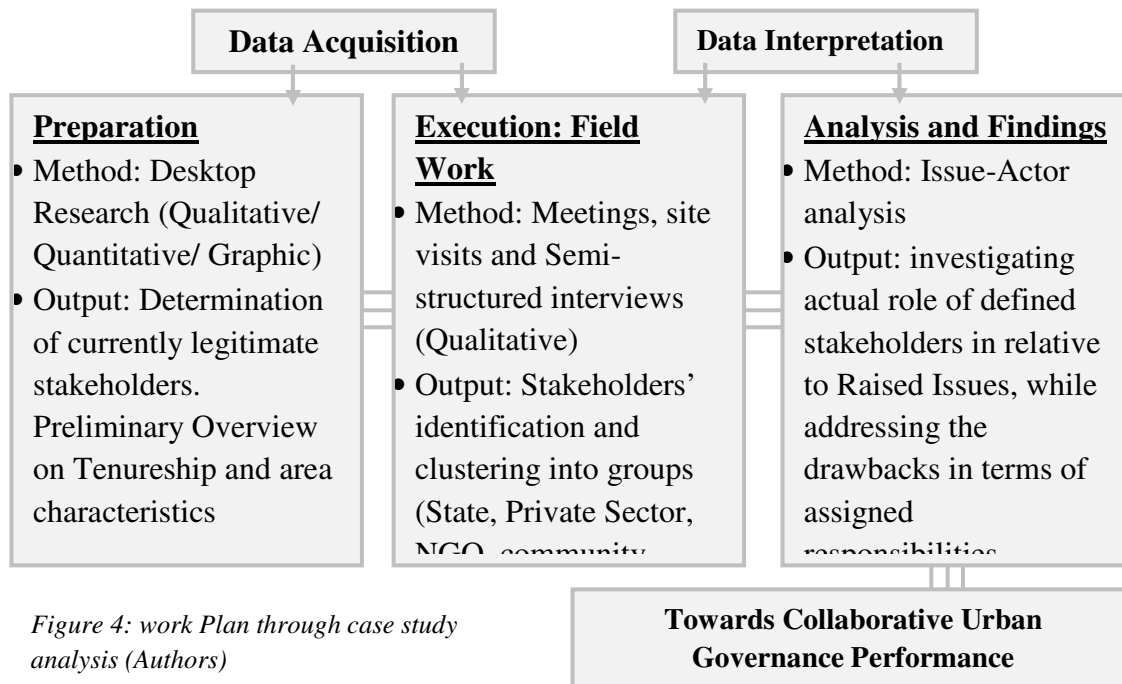 Data Acquisition
Data Interpretation
Preparation
• Method: Desktop
Research (Qualitative/
Quantitative/ Graphic)
• Output: Determination
of currently legitimate
stakeholders.
Preliminary Overview
on Tenureship and area
characteristics
Execution: Field
Work
• Method: Meetings, site
visits and Semi-
structured interviews
(Qualitative)
• Output: Stakeholders’
identification and
clustering into groups
(State, Private Sector,
NGO, community
Analysis and Findings
• Method: Issue-Actor
analysis
• Output: investigating
actual role of defined
stakeholders in relative
to Raised Issues, while
addressing the
drawbacks in terms of
assigned
responsibilities
Towards Collaborative Urban
Governance Performance
Figure 4: work Plan through case study
analysis (Authors)